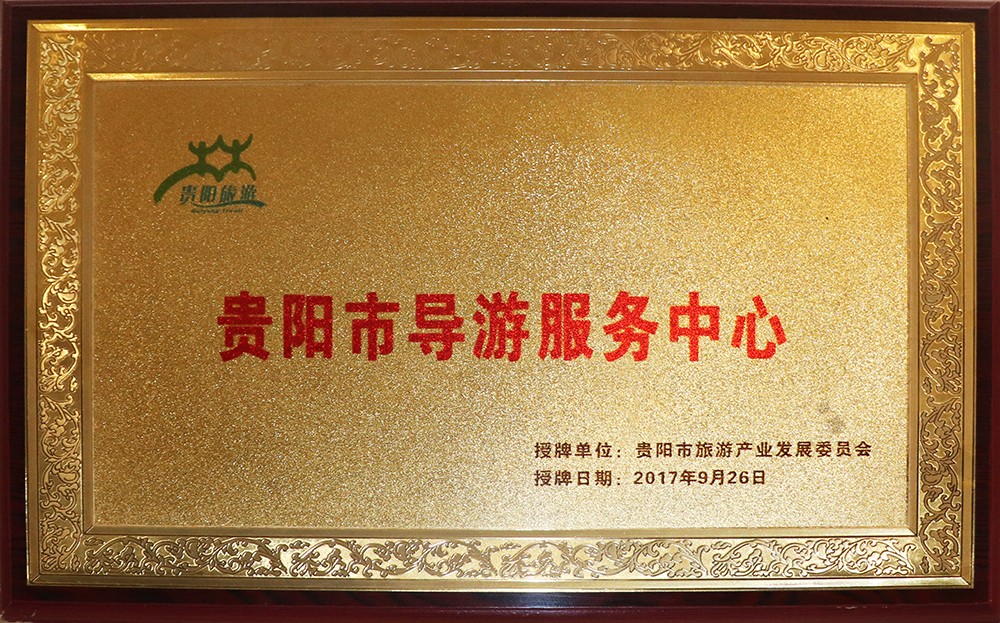 贵阳旅游
贵阳市导游服务中心
授牌单位：贵阳市旅游产业发展委员会
授牌日期：2017年9月26日